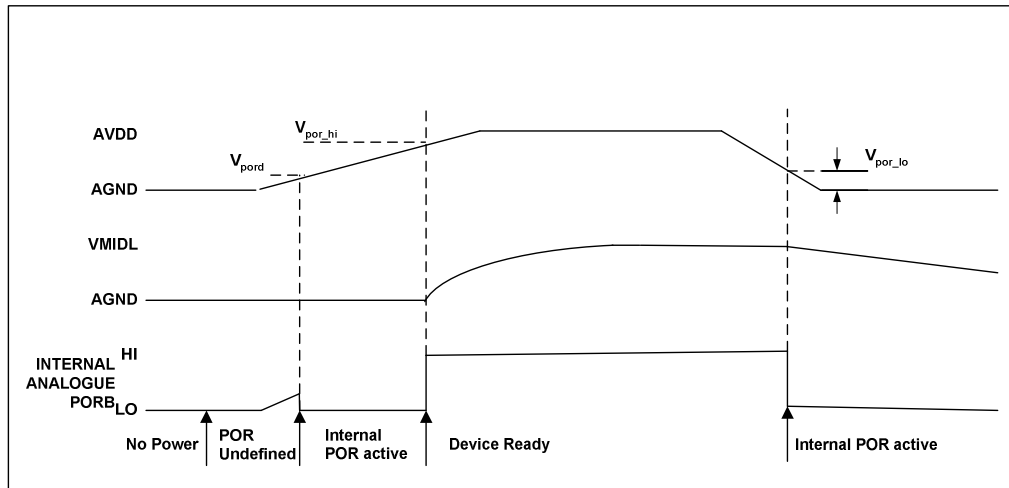 AVDD
V_por_hi
V_pord
V_por_lo
AGND
VMIDL
AGND
HI
INTERNAL
ANALOGUE
PORB
LO
No Power
POR
Undefined
Internal
POR active
Device Ready
Internal POR active